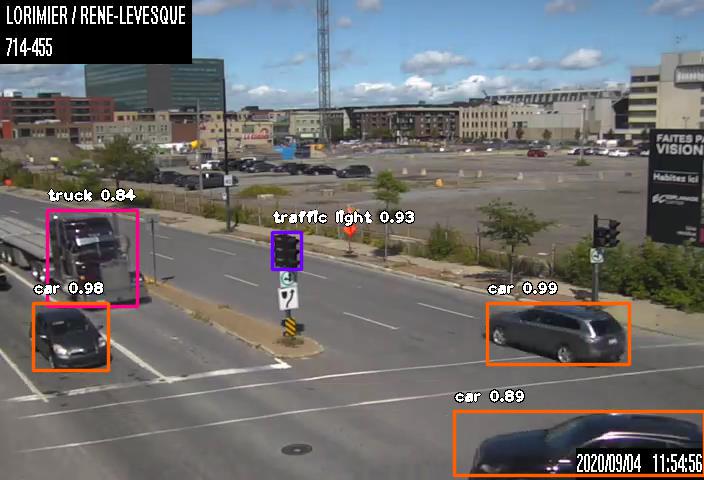 LORIMIER / RENE-LEVESQUE
714-455
truck 0.84
traffic light 0.93
car 0.98
car 0.99
car 0.89
FAITES P
VISION
Habitez ici
ESPLANADE
2020/09/04 11:54:56